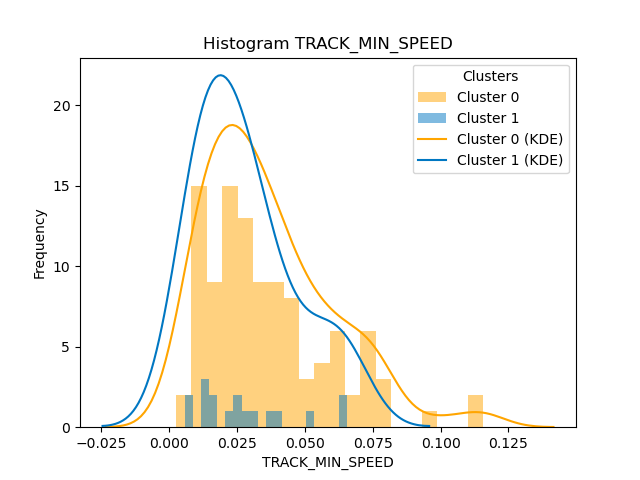 Histogram TRACK_MIN_SPEED
Clusters
Cluster 0
Cluster 1
Cluster 0 (KDE)
Cluster 1 (KDE)
Frequency
20
15
10
5
0
−0.025 0.000 0.025 0.050 0.075 0.100 0.125
TRACK_MIN_SPEED